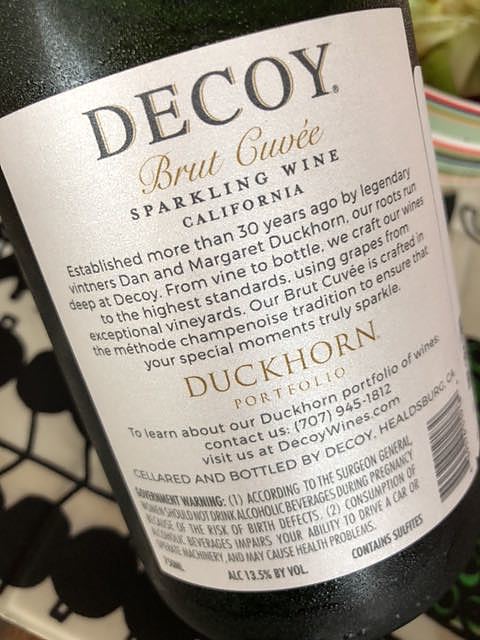 DECOY®
Brut Cuvée
SPARKLING WINE
CALIFORNIA
Established more than 30 years ago by legendary
vintners Dan and Margaret Duckhorn, our roots run
deep at Decoy. From vine to bottle, we craft our wines
to the highest standards, using grapes from
exceptional vineyards. Our Brut Cuvée is crafted in
the méthode champenoise tradition to ensure that
your special moments truly sparkle.
DUCKHORN®
PORTFOLIO
To learn about our Duckhorn portfolio of wines:
contact us: (707) 945-1812
visit us at DecoyWines.com
CELLARED AND BOTTLED BY DECOY, HEALDSBURG, CA
GOVERNMENT WARNING: (1) ACCORDING TO THE SURGEON GENERAL,
WOMEN SHOULD NOT DRINK ALCOHOLIC BEVERAGES DURING PREGNANCY
BECAUSE OF THE RISK OF BIRTH DEFECTS. (2) CONSUMPTION OF
ALCOHOLIC BEVERAGES IMPAIRS YOUR ABILITY TO DRIVE A CAR OR
OPERATE MACHINERY, AND MAY CAUSE HEALTH PROBLEMS.
750ML ALC 13.5% BY VOL. CONTAINS SULFITES